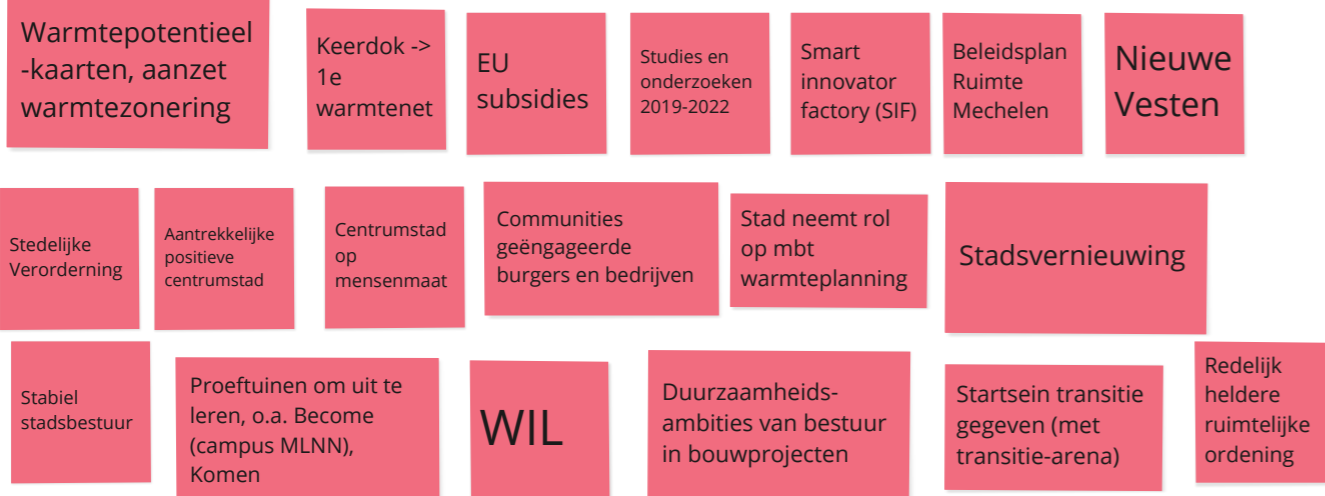 Warmtepotentieel
-kaarten, aanzet
warmtezonering
Keerdok ->
1e
warmtenet
EU
subsidies
Studies en
onderzoeken
2019-2022
Smart
innovator
factory (SIF)
Beleidsplan
Ruimte
Mechelen
Nieuwe
Vesten
Stedelijke
Verorderning
Aantrekkelijke
positieve
centrumstad
Centrumstad
op
mensenmaat
Communities
geëngageerde
burgers en bedrijven
Stad neemt rol
op mbt
warmteplanning
Stadsvernieuwing
Stabiel
stadsbestuur
Proeftuinen om uit te
leren, o.a. Become
(campus MLNN),
Komen
WIL
Duurzaamheids-
ambities van bestuur
in bouwprojecten
Startsein transitie
gegeven (met
transitie-arena)
Redelijk
heldere
ruimtelijke
ordening